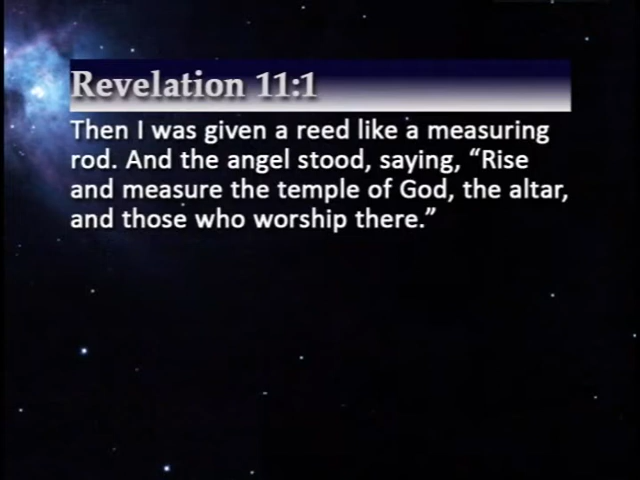 Revelation 11:1
Then I was given a reed like a measuring
rod. And the angel stood, saying, “Rise
and measure the temple of God, the altar,
and those who worship there.”